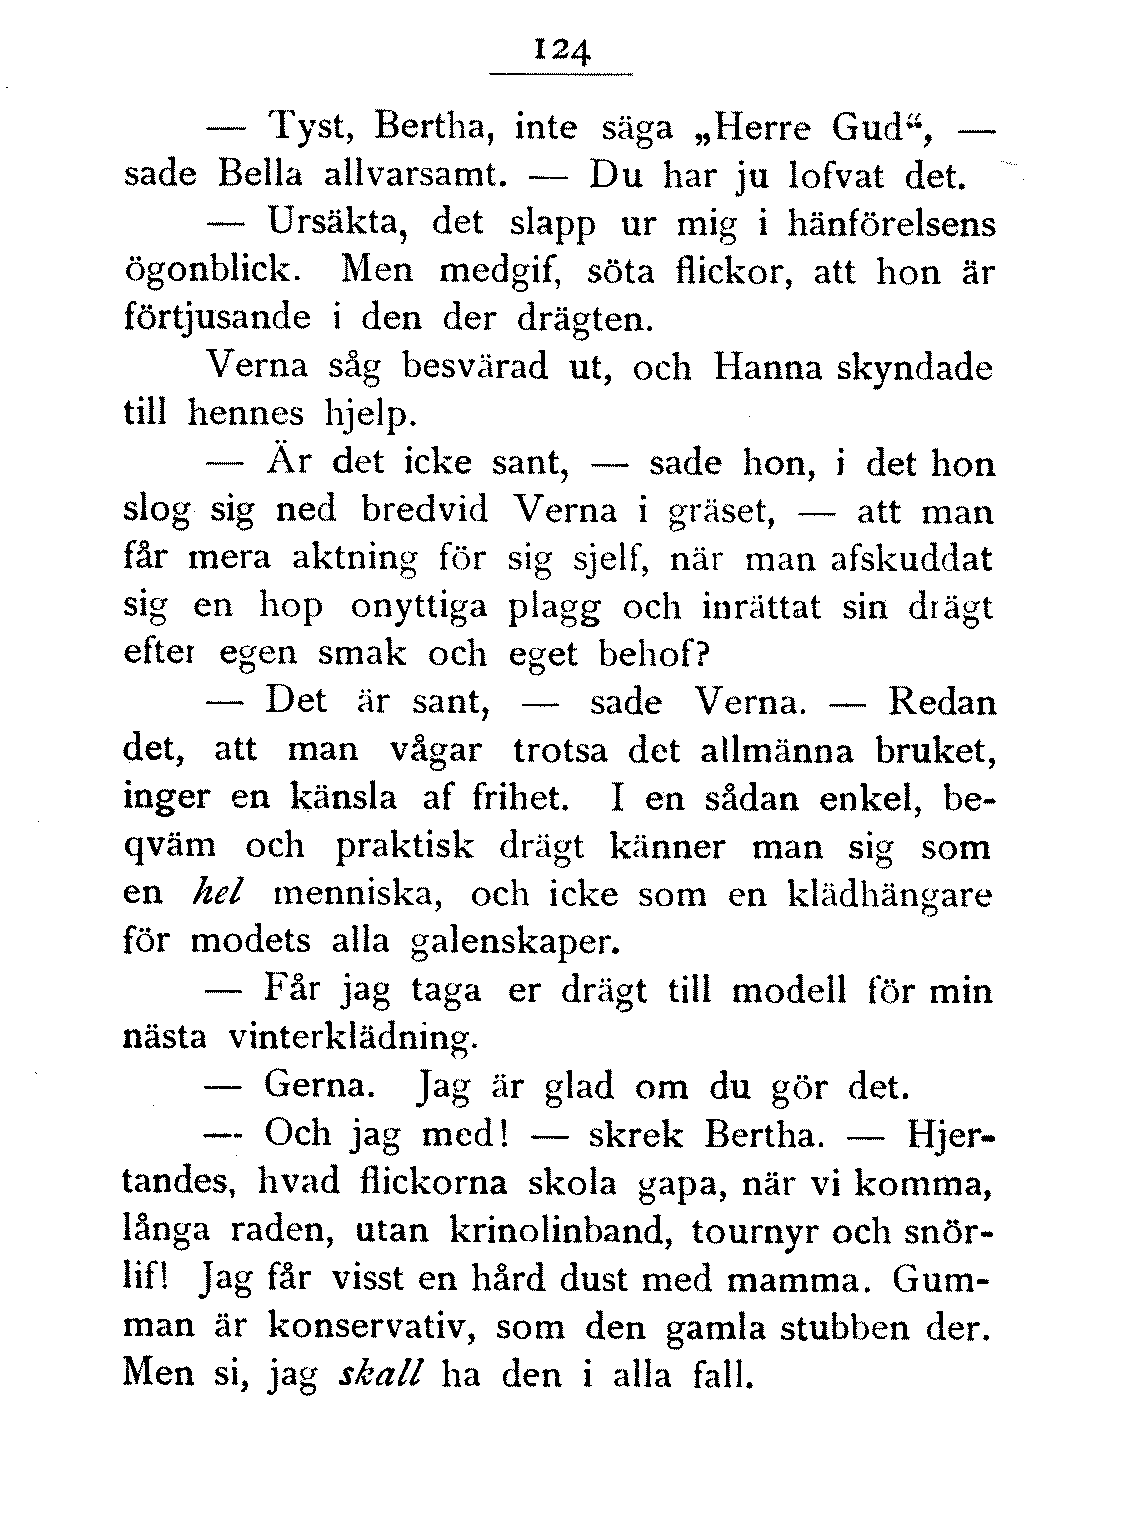 124
— Tyst, Bertha, inte säga „Herre Gud“, —
sade Bella allvarsamt. — Du har ju lofvat det.
— Ursäkta, det slapp ur mig i hänförelsens
ögonblick. Men medgif, söta flickor, att hon är
förtjusande i den der drägten.
Verna såg besvärad ut, och Hanna skyndade
till hennes hjelp.
— Är det icke sant, — sade hon, i det hon
slog sig ned bredvid Verna i gräset, — att man
får mera aktning för sig sjelf, när man afskuddat
sig en hop onyttiga plagg och inrättat sin drägt
efter egen smak och eget behof?
— Det är sant, — sade Verna. — Redan
det, att man vågar trotsa det allmänna bruket,
inger en känsla af frihet. I en sådan enkel, be-
qväm och praktisk drägt känner man sig som
en hel menniska, och icke som en klädhängare
för modets alla galenskaper.
— Får jag taga er drägt till modell för min
nästa vinterklädning.
— Gerna. Jag är glad om du gör det.
— Och jag med! — skrek Bertha. — Hjer-
tandes, hvad flickorna skola gapa, när vi komma,
långa raden, utan krinolinband, tournyr och snör-
lif! Jag får visst en hård dust med mamma. Gum-
man är konservativ, som den gamla stubben der.
Men si, jag skall ha den i alla fall.